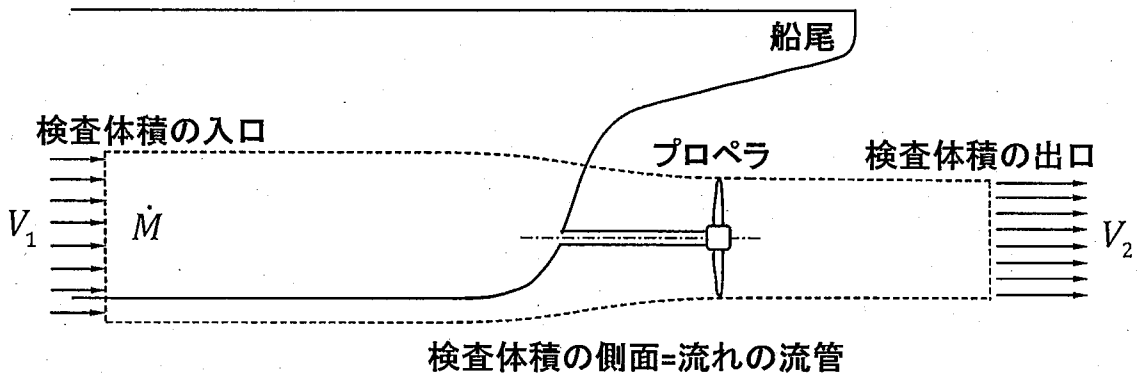 船尾
検査体積の入口
プロペラ
検査体積の出口
V₁
Ṁ
V₂
検査体積の側面=流れの流管